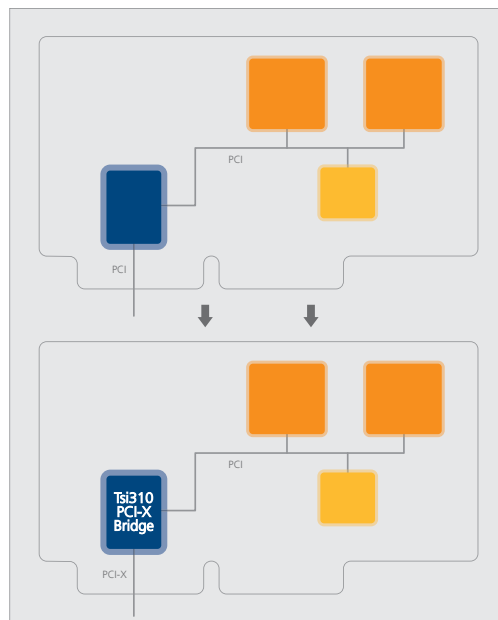 PCI
PCI
PCI
Tsi310
PCI-X
Bridge
PCI-X